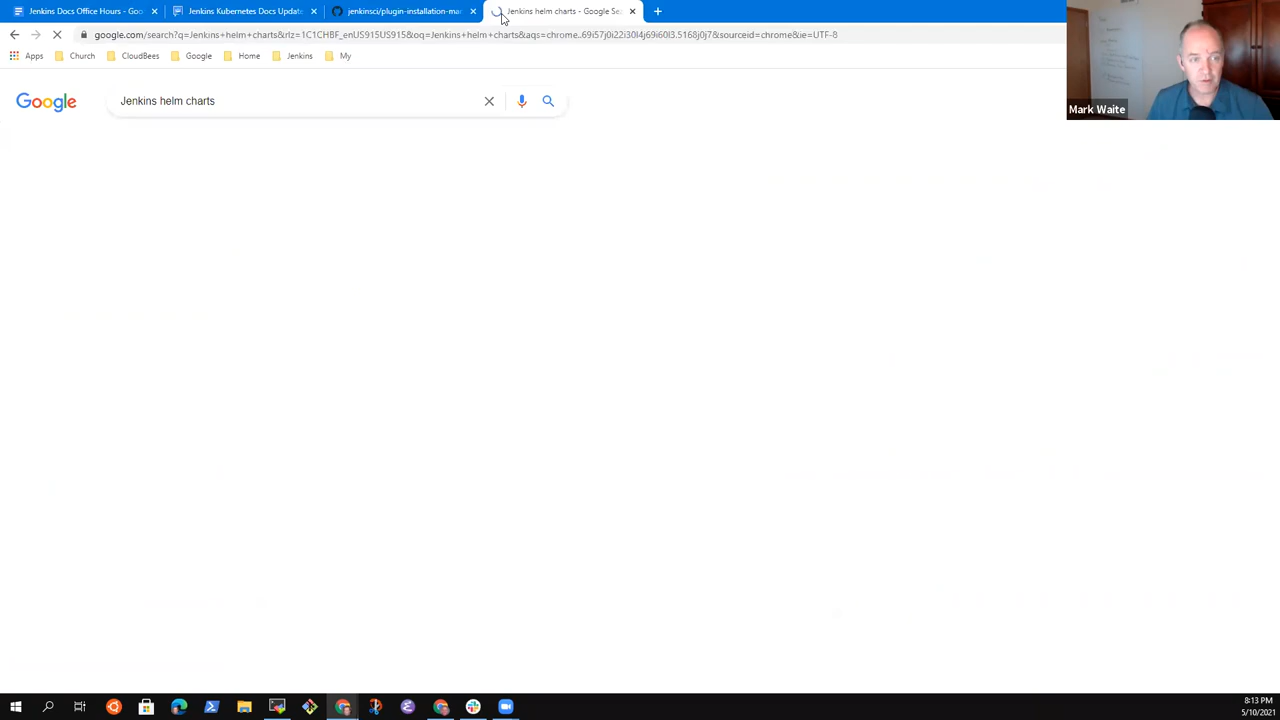 Jenkins Docs Office Hours - Goo
Jenkins Kubernetes Docs Update
jenkinsci/plugin-installation-ma
Jenkins helm charts - Google Se
google.com/search?q=Jenkins+helm+charts&rlz=1C1CHBF_enUS915US915&oq=Jenkins+helm+charts&aqs=chrome..69i57j0i22i30l4j69i60l3.5168j0j7&sourceid=chrome&ie=UTF-8
Apps
Church
CloudBees
Google
Home
Jenkins
My
Google
Jenkins helm charts
Mark Waite
8:13 PM
5/10/2021